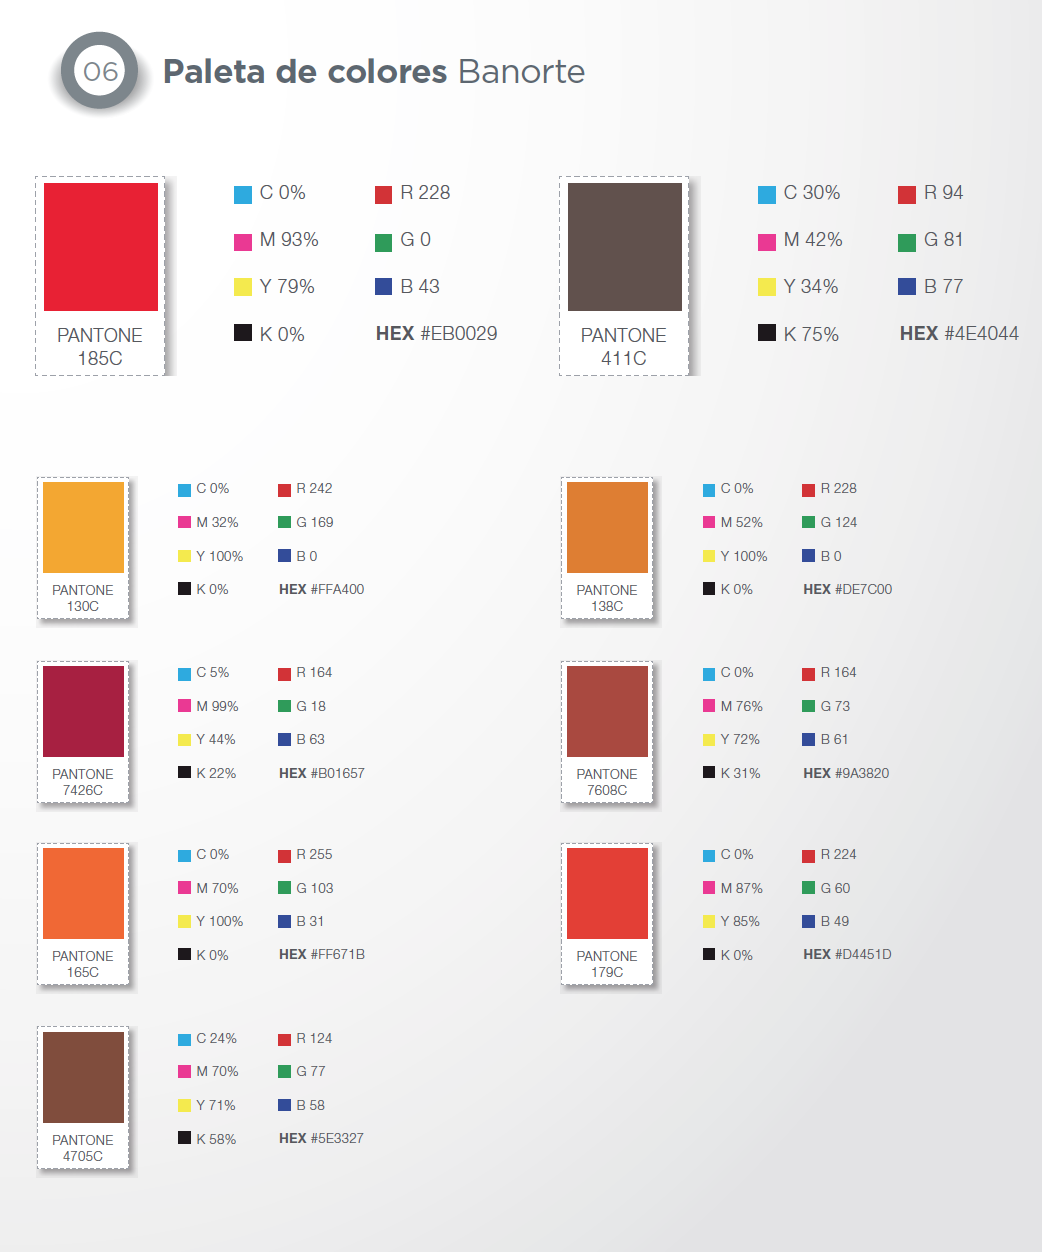 06
Paleta de colores Banorte
PANTONE
185C
C 0%
M 93%
Y 79%
K 0%
R 228
G 0
B 43
HEX #EB0029
PANTONE
411C
C 30%
M 42%
Y 34%
K 75%
R 94
G 81
B 77
HEX #4E4044
PANTONE
130C
C 0%
M 32%
Y 100%
K 0%
R 242
G 169
B 0
HEX #FFA400
PANTONE
138C
C 0%
M 52%
Y 100%
K 0%
R 228
G 124
B 0
HEX #DE7C00
PANTONE
7426C
C 5%
M 99%
Y 44%
K 22%
R 164
G 18
B 63
HEX #B01657
PANTONE
7608C
C 0%
M 76%
Y 72%
K 31%
R 164
G 73
B 61
HEX #9A3820
PANTONE
165C
C 0%
M 70%
Y 100%
K 0%
R 255
G 103
B 31
HEX #FF671B
PANTONE
179C
C 0%
M 87%
Y 85%
K 0%
R 224
G 60
B 49
HEX #D4451D
PANTONE
4705C
C 24%
M 70%
Y 71%
K 58%
R 124
G 77
B 58
HEX #5E3327